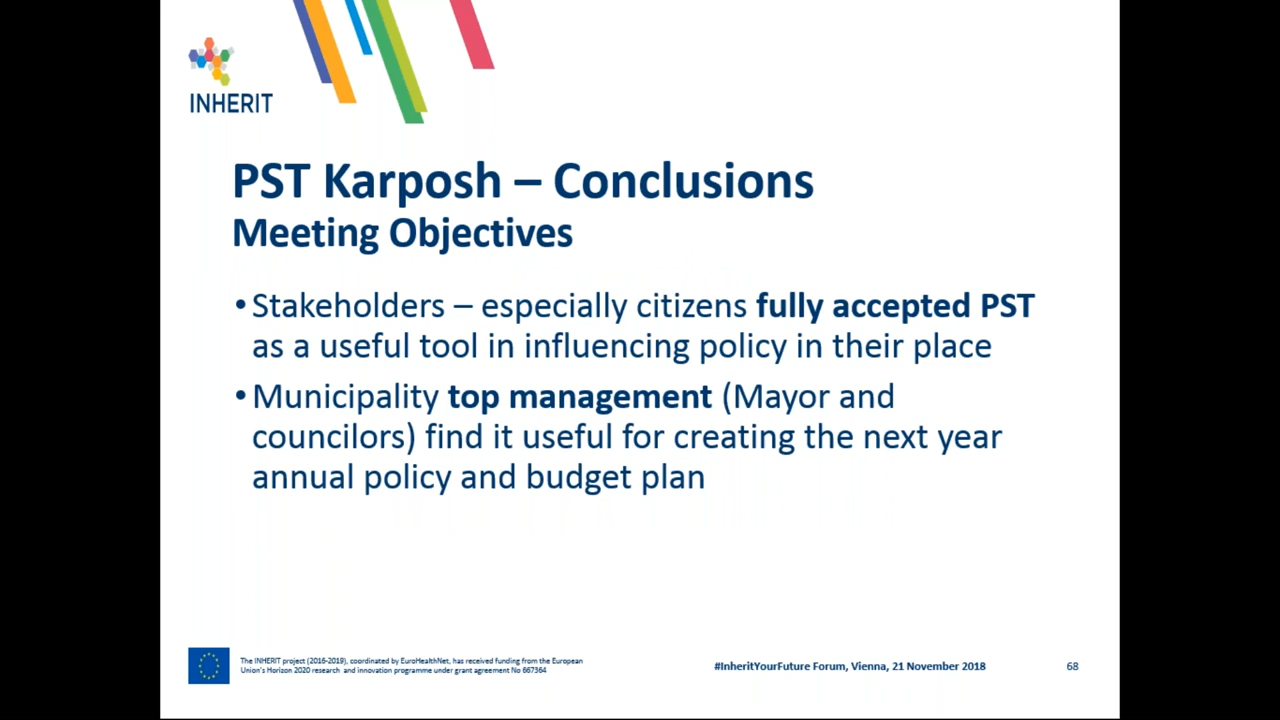 INHERIT
PST Karposh – Conclusions
Meeting Objectives
•Stakeholders – especially citizens fully accepted PST
as a useful tool in influencing policy in their place
•Municipality top management (Mayor and
councilors) find it useful for creating the next year
annual policy and budget plan
The INHERIT project (2016-2019), coordinated by EuroHealthNet, has received funding from the European
Union's Horizon 2020 research and innovation programme under grant agreement No 667364
#InheritYourFuture Forum, Vienna, 21 November 2018
68